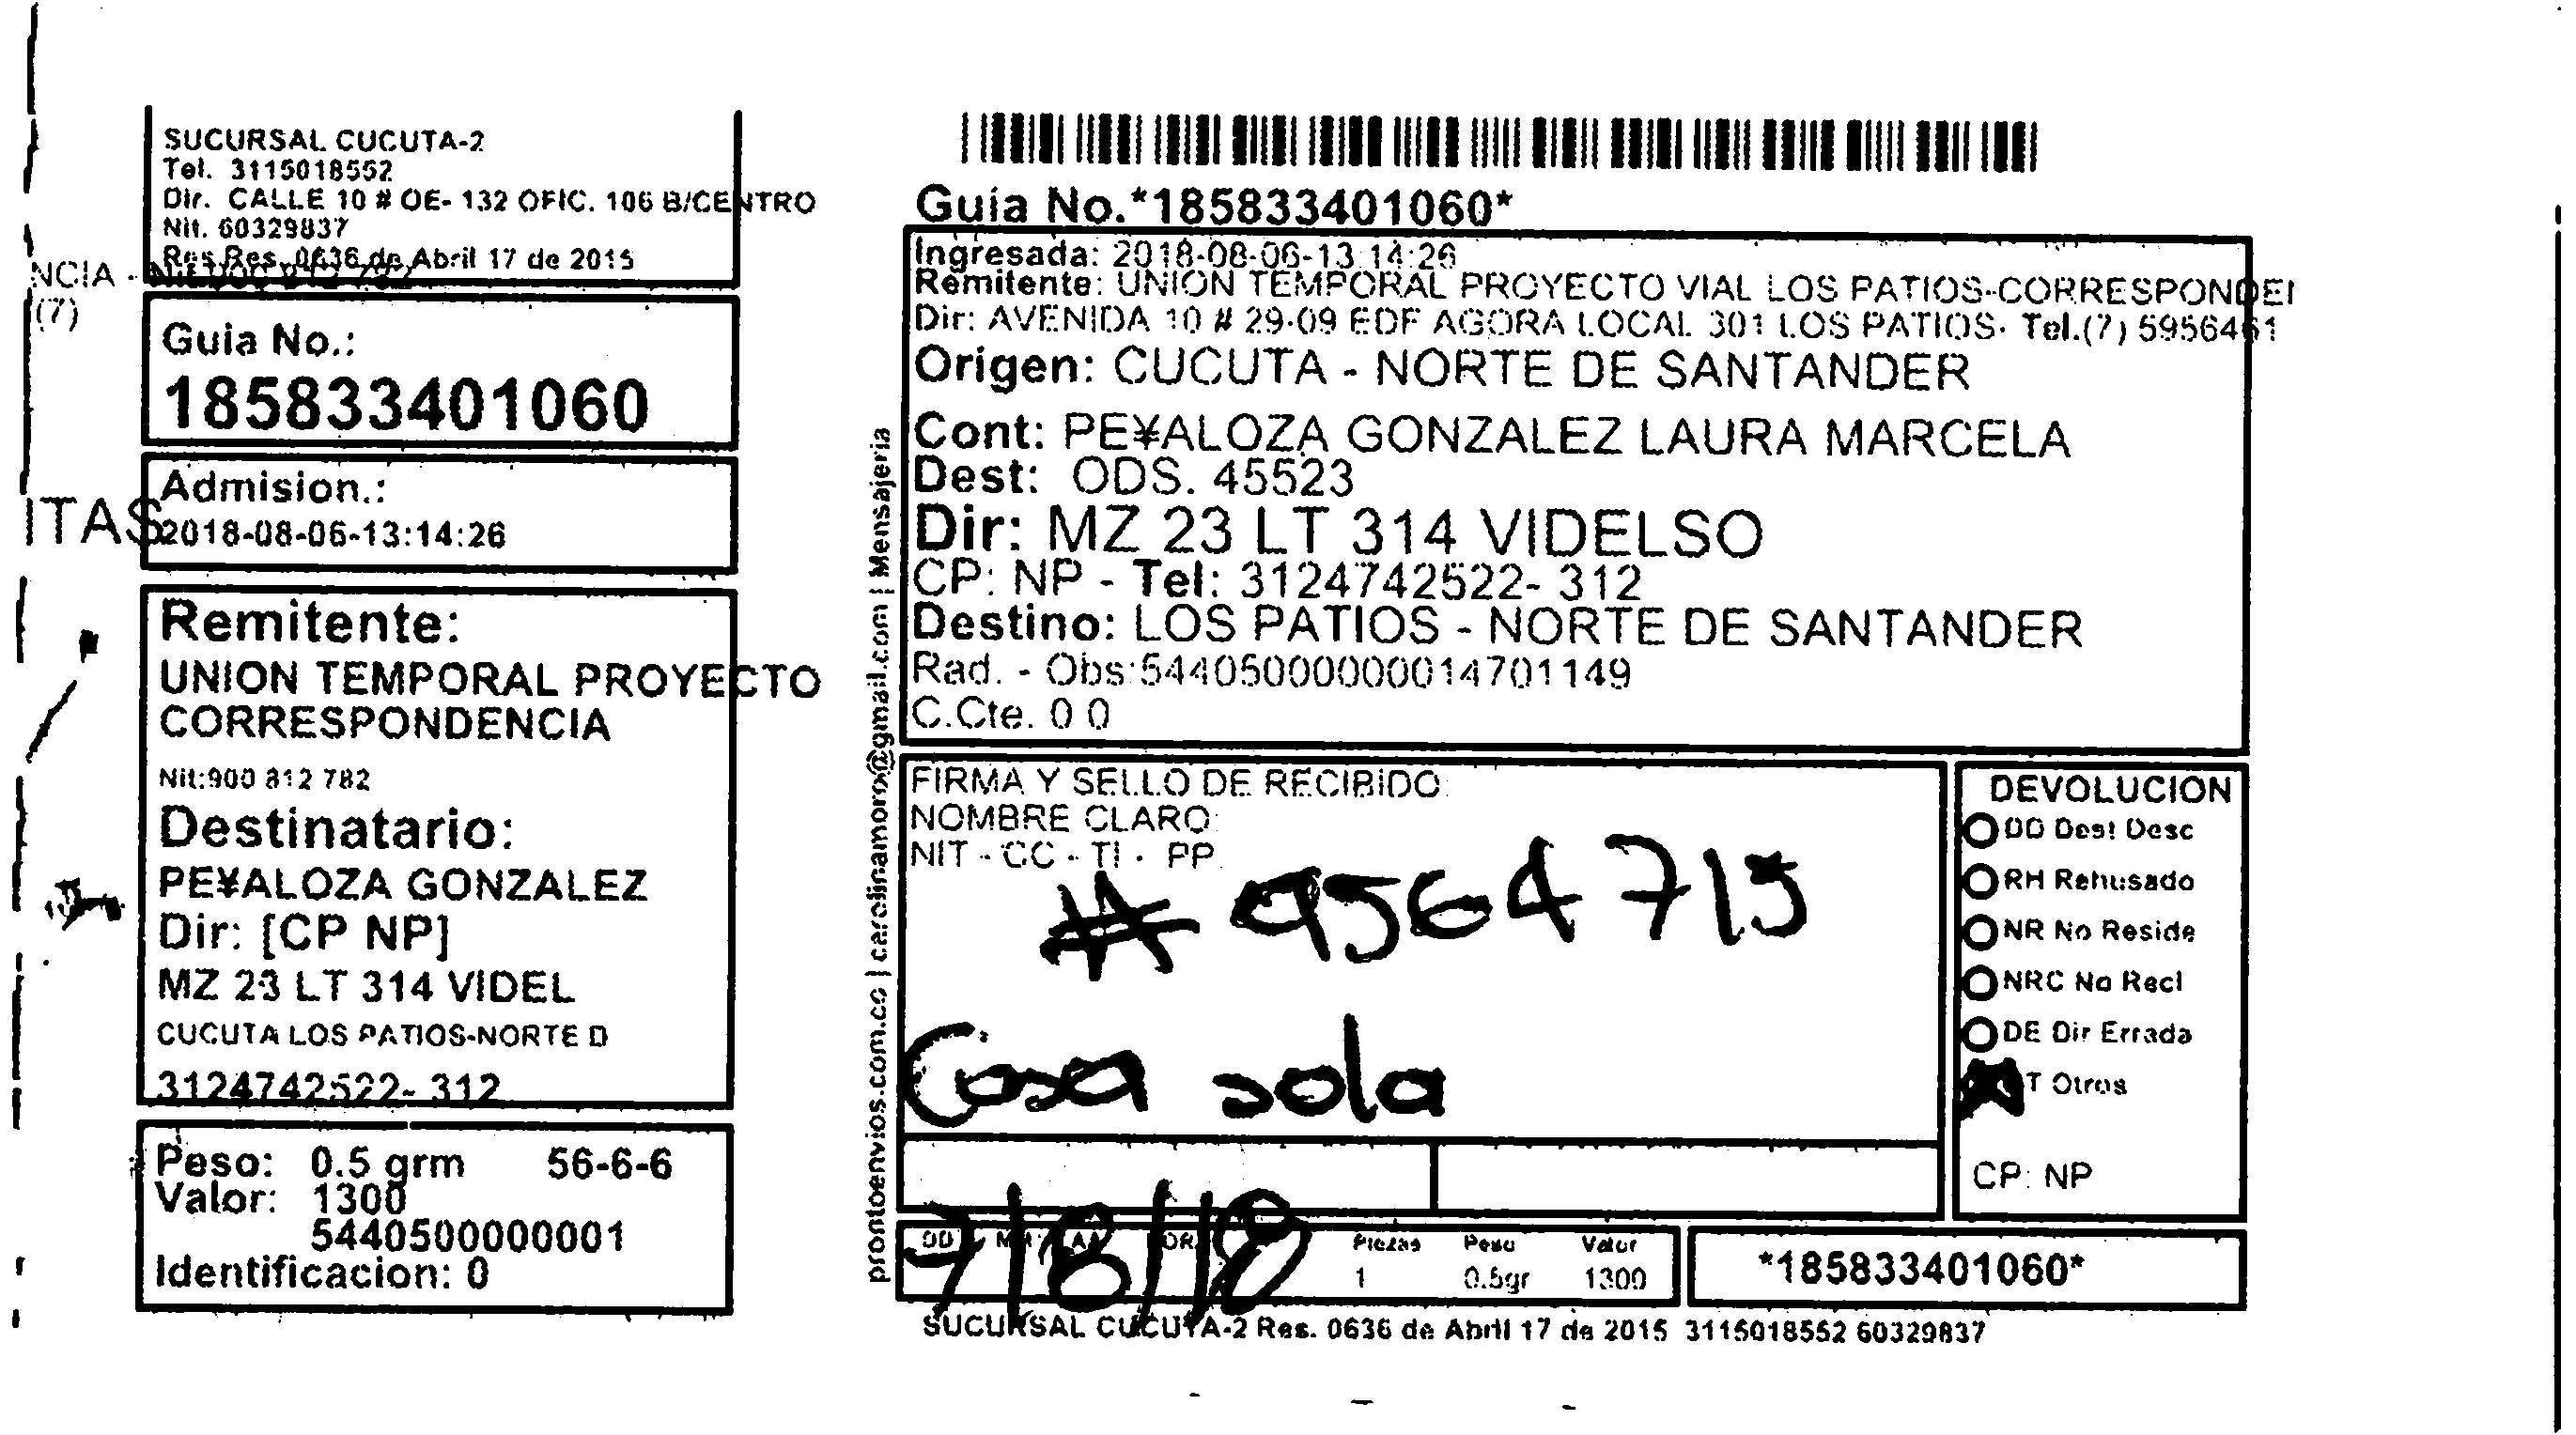 SUCURSAL CUCUTA-2
Tel. 3115018552
Dir. CALLE 10 # OE- 132 OFIC. 106 B/CENTRO
Nit. 60329837
Res.Res. 0636 de Abril 17 de 2015
NCIA -
(7)
Guia No.:
185833401060
Admision.:
ITAS
2018-08-06-13:14:26
Remitente:
UNION TEMPORAL PROYECTO
CORRESPONDENCIA
Nit:900 812 782
Destinatario:
PE¥ALOZA GONZALEZ
Dir: [CP NP]
MZ 23 LT 314 VIDEL
CUCUTA LOS PATIOS-NORTE D
3124742522- 312
Peso: 0.5 grm 56-6-6
Valor: 1300
5440500000001
Identificacion: 0
prontoenvios.com.co | carolinamoro@gmail.com | Mensajeria
Guia No.*185833401060*
Ingresada: 2018-08-06-13:14:26
Remitente: UNION TEMPORAL PROYECTO VIAL LOS PATIOS-CORRESPONDEI
Dir: AVENIDA 10 # 29-09 EDF AGORA LOCAL 301 LOS PATIOS- Tel.(7) 5956461
Origen: CUCUTA - NORTE DE SANTANDER
Cont: PE¥ALOZA GONZALEZ LAURA MARCELA
Dest: ODS. 45523
Dir: MZ 23 LT 314 VIDELSO
CP: NP - Tel: 3124742522- 312
Destino: LOS PATIOS - NORTE DE SANTANDER
Rad. - Obs:544050000000014701149
C.Cte. 0 0
FIRMA Y SELLO DE RECIBIDO:
NOMBRE CLARO:
NIT - CC - TI - PP
# 9564715
Casa sola
DEVOLUCION
DD Dest Desc
RH Rehusado
NR No Reside
NRC No Recl
DE Dir Errada
T Otros
CP: NP
DD MM AA
7/8/18
Piezas Peso Valor
1 0.5gr 1300
*185833401060*
SUCURSAL CUCUTA-2 Res. 0636 de Abril 17 de 2015 3115018552 60329837